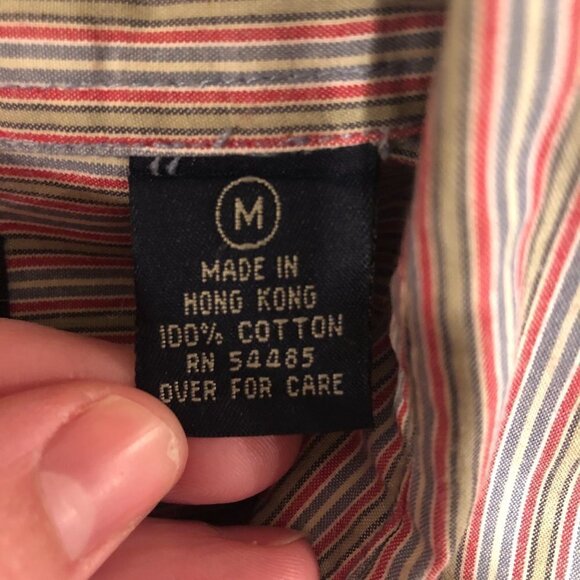 M
MADE IN
HONG KONG
100% COTTON
RN 54485
OVER FOR CARE